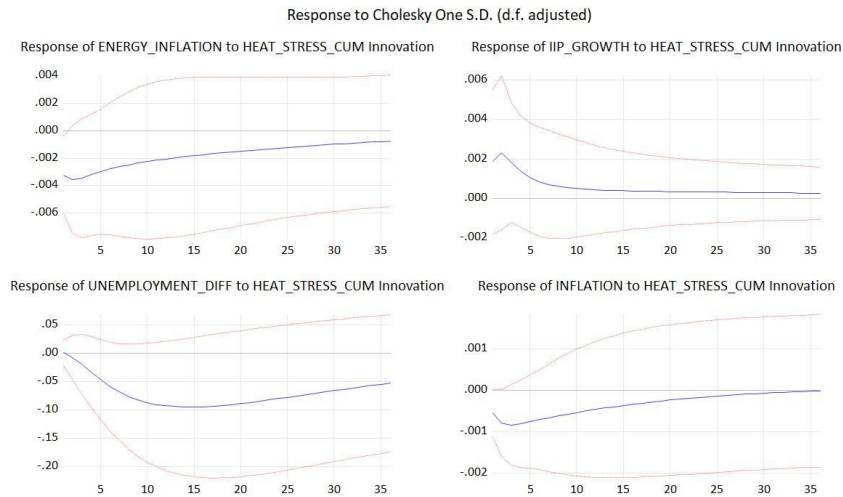 Response to Cholesky One S.D. (d.f. adjusted)
Response of ENERGY_INFLATION to HEAT_STRESS_CUM Innovation
.004
.002
.000
-.002
-.004
-.006
5 10 15 20 25 30 35
Response of IIP_GROWTH to HEAT_STRESS_CUM Innovation
.006
.004
.002
.000
-.002
5 10 15 20 25 30 35
Response of UNEMPLOYMENT_DIFF to HEAT_STRESS_CUM Innovation
.05
.00
-.05
-.10
-.15
-.20
5 10 15 20 25 30 35
Response of INFLATION to HEAT_STRESS_CUM Innovation
.001
.000
-.001
-.002
5 10 15 20 25 30 35